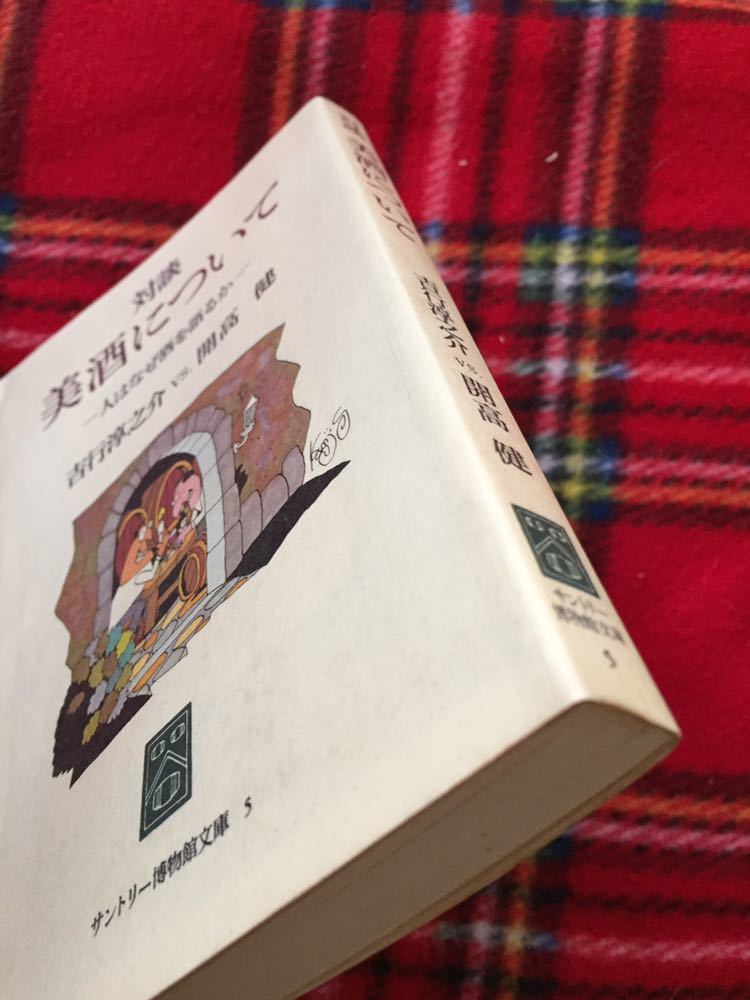 対談
美酒について
―人はなぜ酒を語るか―
吉行淳之介 vs. 開高 健
サントリー博物館文庫 5
対談 美酒について
吉行淳之介 vs. 開高 健
サントリー
博物館文庫
5